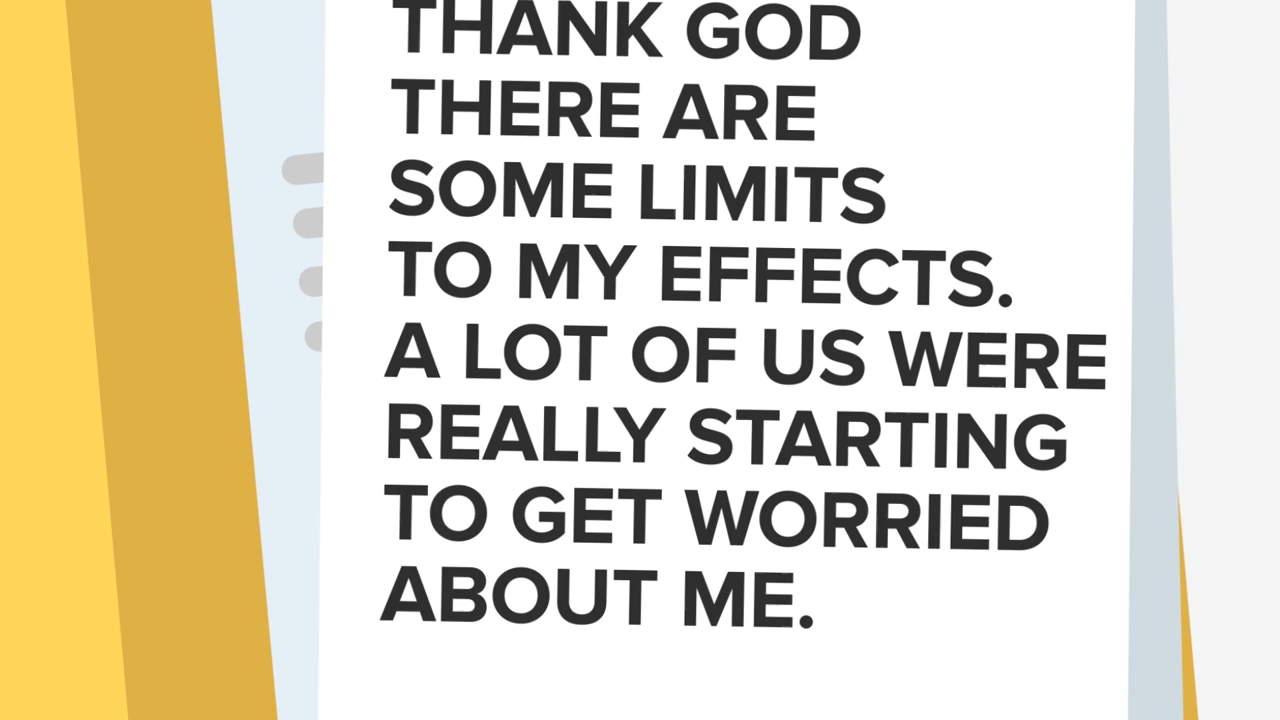 THANK GOD
THERE ARE
SOME LIMITS
TO MY EFFECTS.
A LOT OF US WERE
REALLY STARTING
TO GET WORRIED
ABOUT ME.